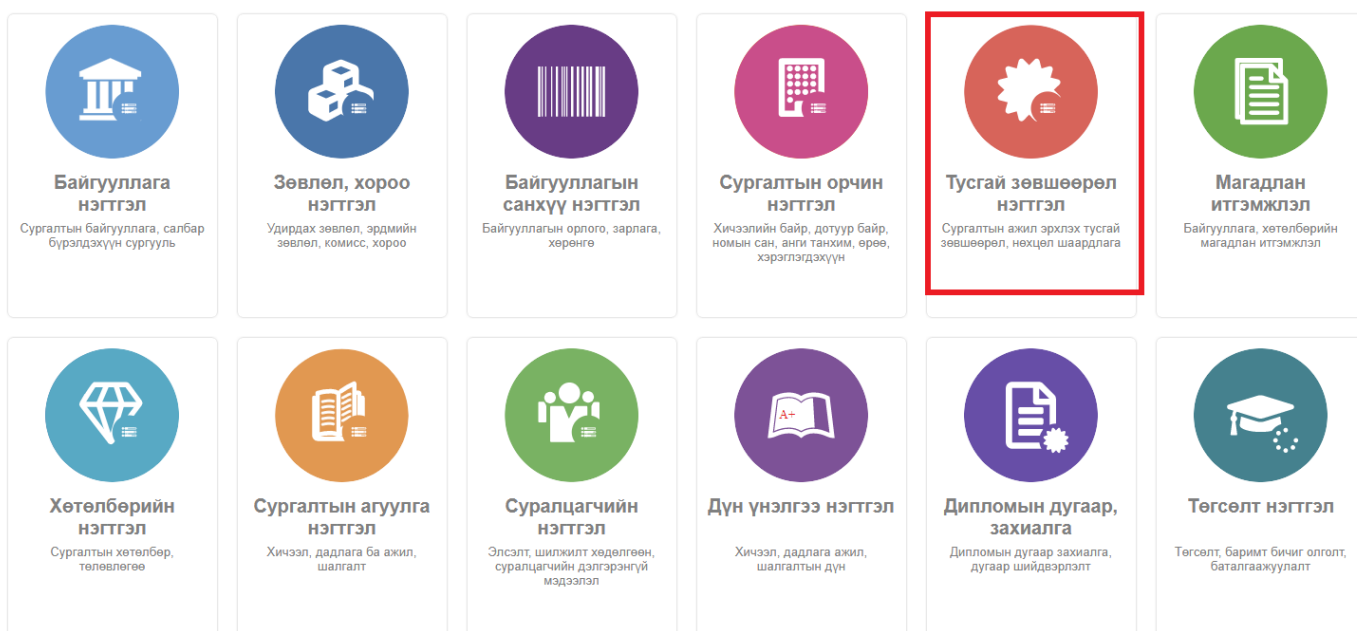 Байгууллага
нэгтгэл
Сургалтын байгууллага, салбар
бүрэлдэхүүн сургууль
Зөвлөл, хороо
нэгтгэл
Удирдах зөвлөл, эрдмийн
зөвлөл, комисс, хороо
Байгууллагын
санхүү нэгтгэл
Байгууллагын орлого, зарлага,
хөрөнгө
Сургалтын орчин
нэгтгэл
Хичээлийн байр, дотуур байр,
номын сан, анги танхим, өрөө,
хэрэглэгдэхүүн
Тусгай зөвшөөрөл
нэгтгэл
Сургалтын ажил эрхлэх тусгай
зөвшөөрөл, нөхцөл шаардлага
Магадлан
итгэмжлэл
Байгууллага, хөтөлбөрийн
магадлан итгэмжлэл
Хөтөлбөрийн
нэгтгэл
Сургалтын хөтөлбөр,
төлөвлөгөө
Сургалтын агуулга
нэгтгэл
Хичээл, дадлага ба ажил,
шалгалт
Суралцагчийн
нэгтгэл
Элсэлт, шилжилт хөдөлгөөн,
суралцагчийн дэлгэрэнгүй
мэдээлэл
A+
Дүн үнэлгээ нэгтгэл
Хичээл, дадлага ажил,
шалгалтын дүн
Дипломын дугаар,
захиалга
Дипломын дугаар захиалга,
дугаар шийдвэрлэлт
Төгсөлт нэгтгэл
Төгсөлт, баримт бичиг олголт,
баталгаажуулалт